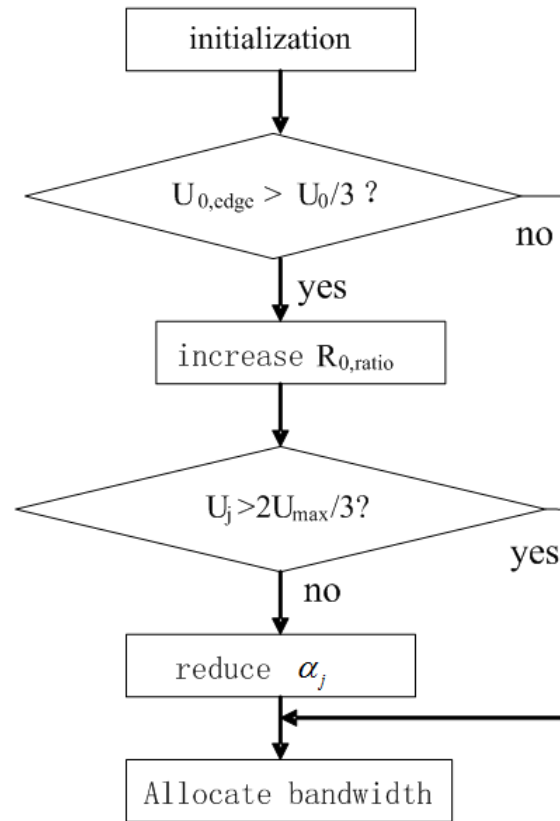 initialization
U0,edge > U0/3 ?
no
yes
increase R0,ratio
Uj >2Umax/3?
yes
no
reduce αj
Allocate bandwidth